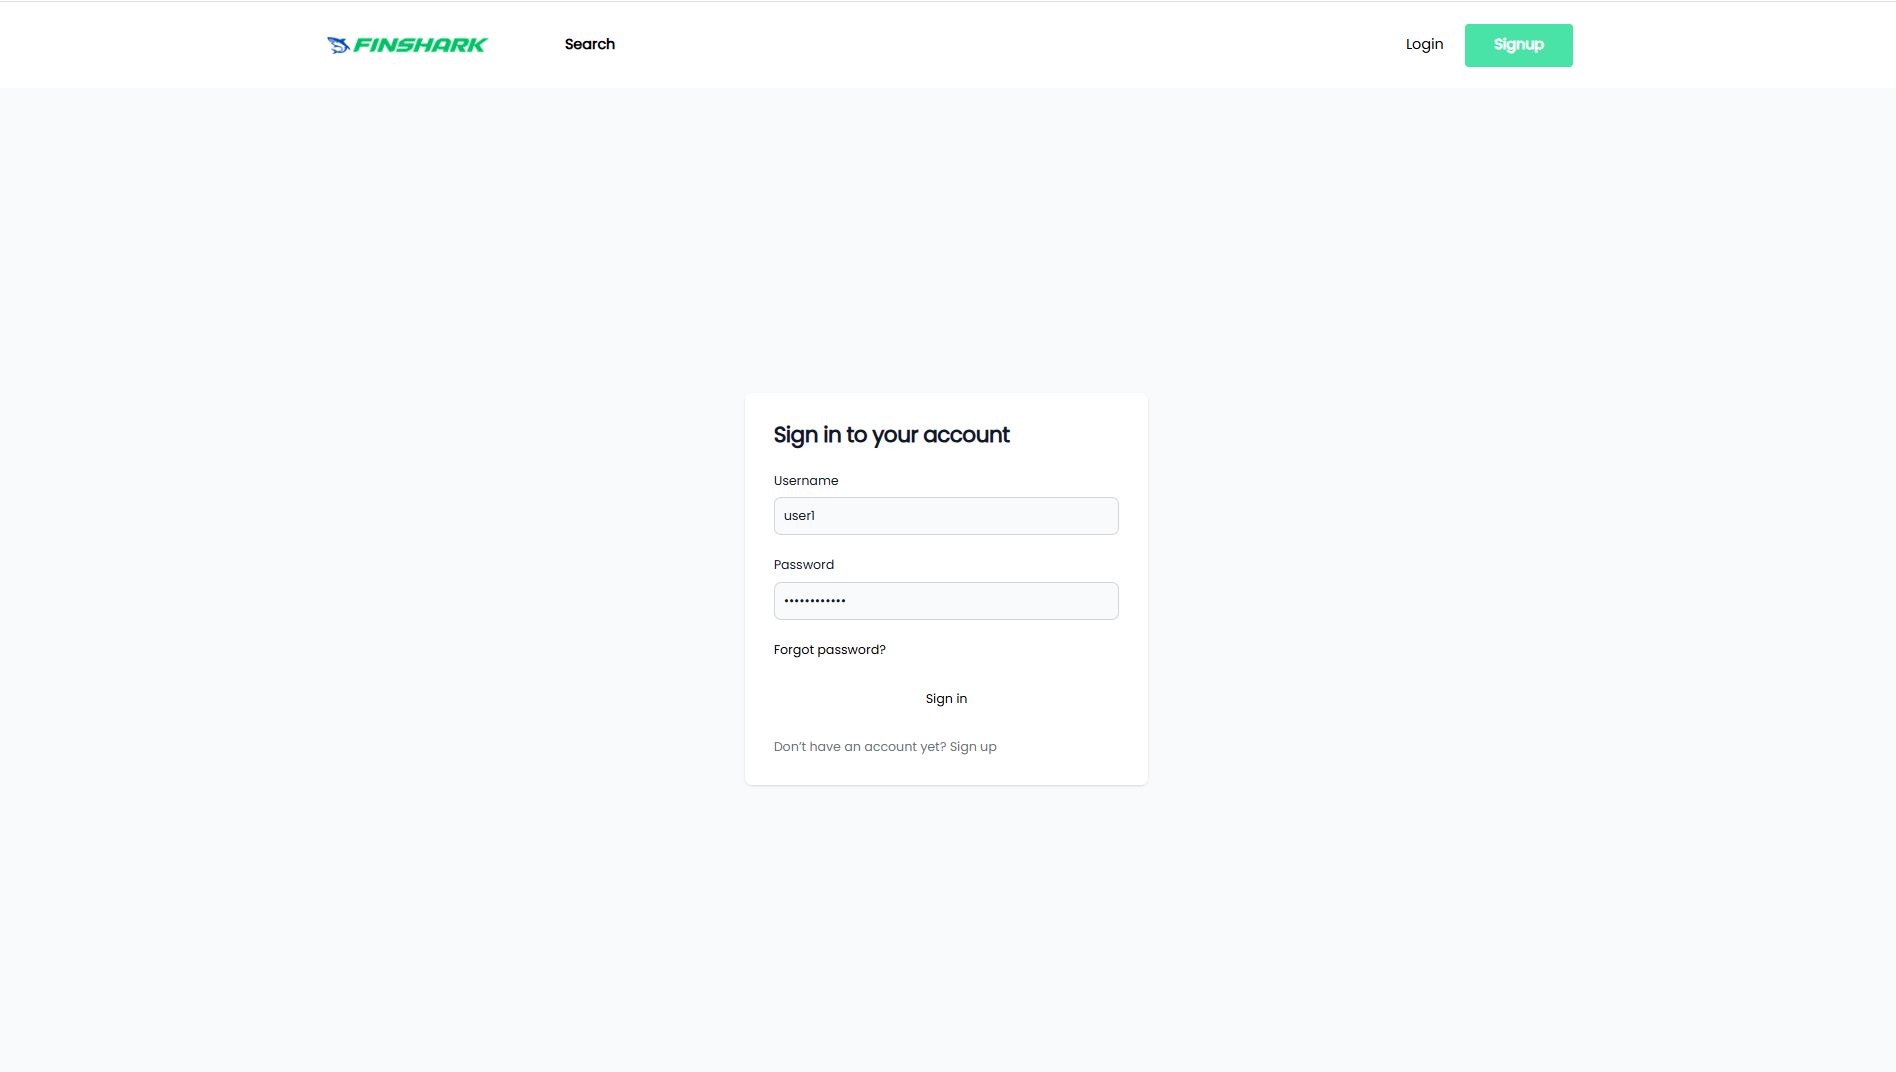 FINSHARK
Search
Login
Signup
Sign in to your account
Username
user1
Password
••••••••••••
Forgot password?
Sign in
Don’t have an account yet? Sign up